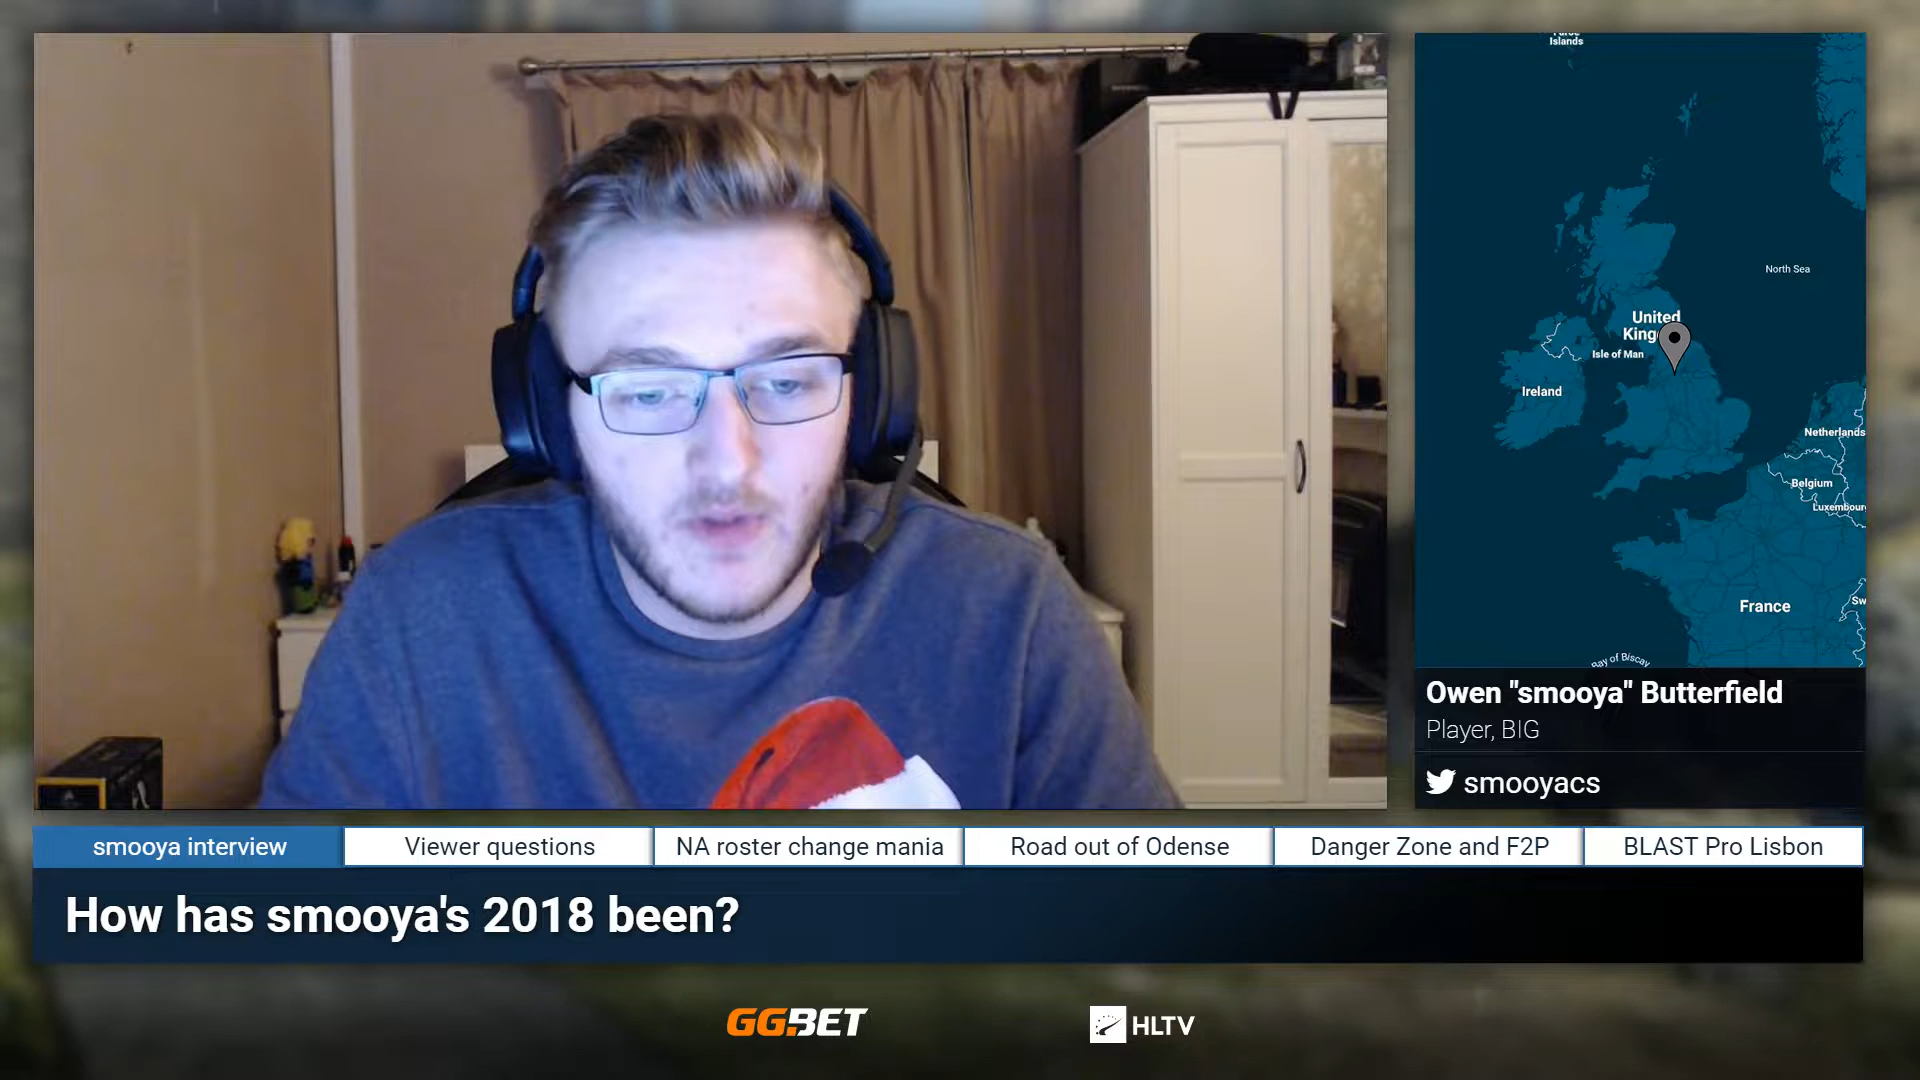 Faroe
Islands
North Sea
United
King
Isle of Man
Ireland
Netherlands
Belgium
Luxembour
France
Sw
Bay of Biscay
Owen "smooya" Butterfield
Player, BIG
smooyacs
smooya interview
Viewer questions
NA roster change mania
Road out of Odense
Danger Zone and F2P
BLAST Pro Lisbon
How has smooya's 2018 been?
GG.BET
HLTV